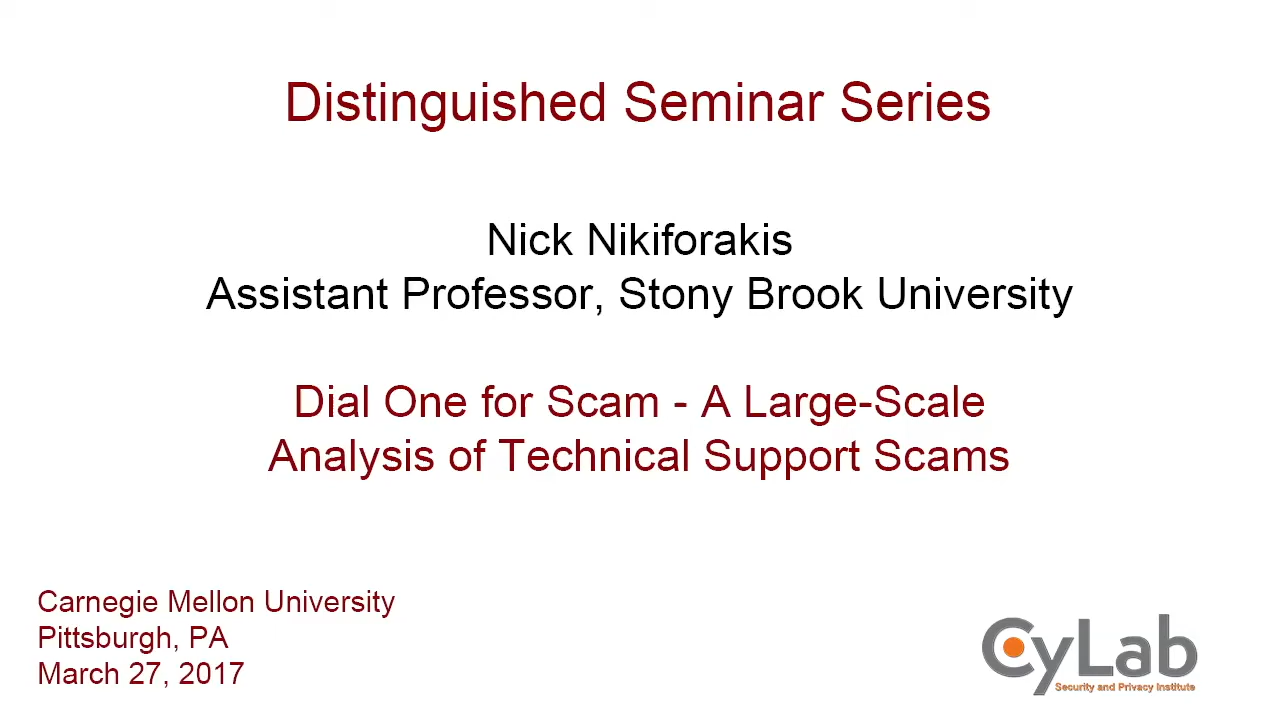 Distinguished Seminar Series
Nick Nikiforakis
Assistant Professor, Stony Brook University
Dial One for Scam - A Large-Scale
Analysis of Technical Support Scams
Carnegie Mellon University
Pittsburgh, PA
March 27, 2017
CyLab
Security and Privacy Institute